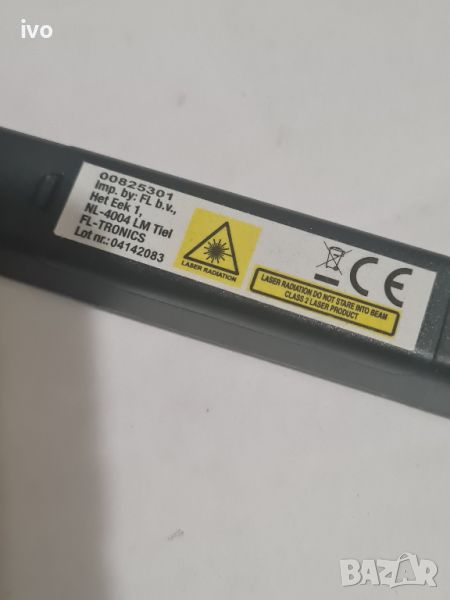 ivo
00825301
Imp. by: FL b.v.,
Het Eek 1,
NL-4004 LM Tiel
FL-TRONICS
Lot nr.: 04142083
LASER RADIATION
CE
LASER RADIATION DO NOT STARE INTO BEAM
CLASS 2 LASER PRODUCT
BAZAR